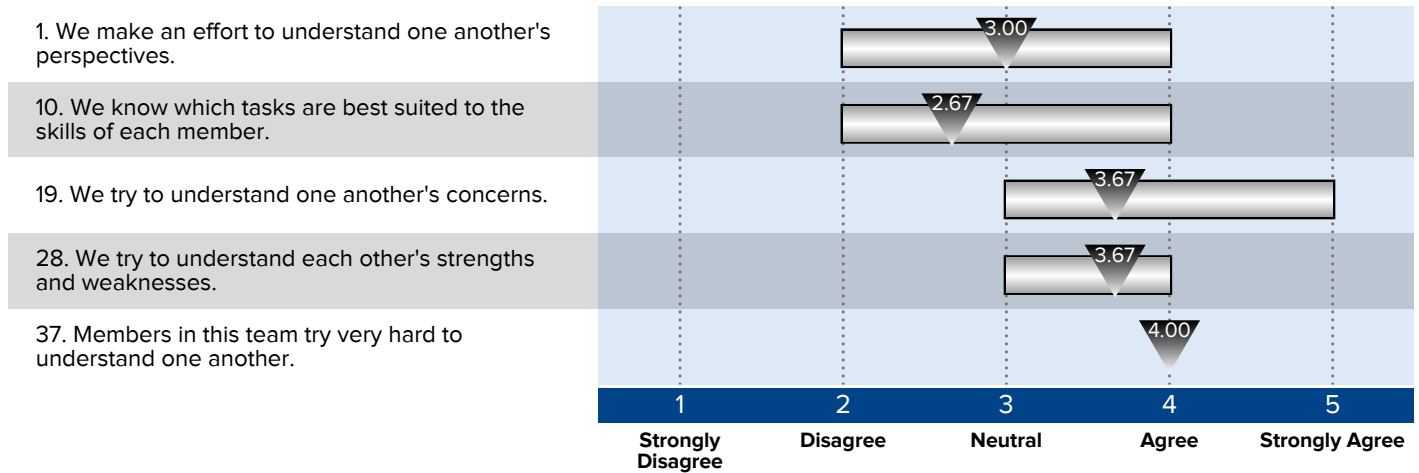 1. We make an effort to understand one another's
perspectives.
3.00
10. We know which tasks are best suited to the
skills of each member.
2.67
19. We try to understand one another's concerns.
3.67
28. We try to understand each other's strengths
and weaknesses.
3.67
37. Members in this team try very hard to
understand one another.
4.00
1 2 3 4 5
Strongly Disagree Disagree Neutral Agree Strongly Agree